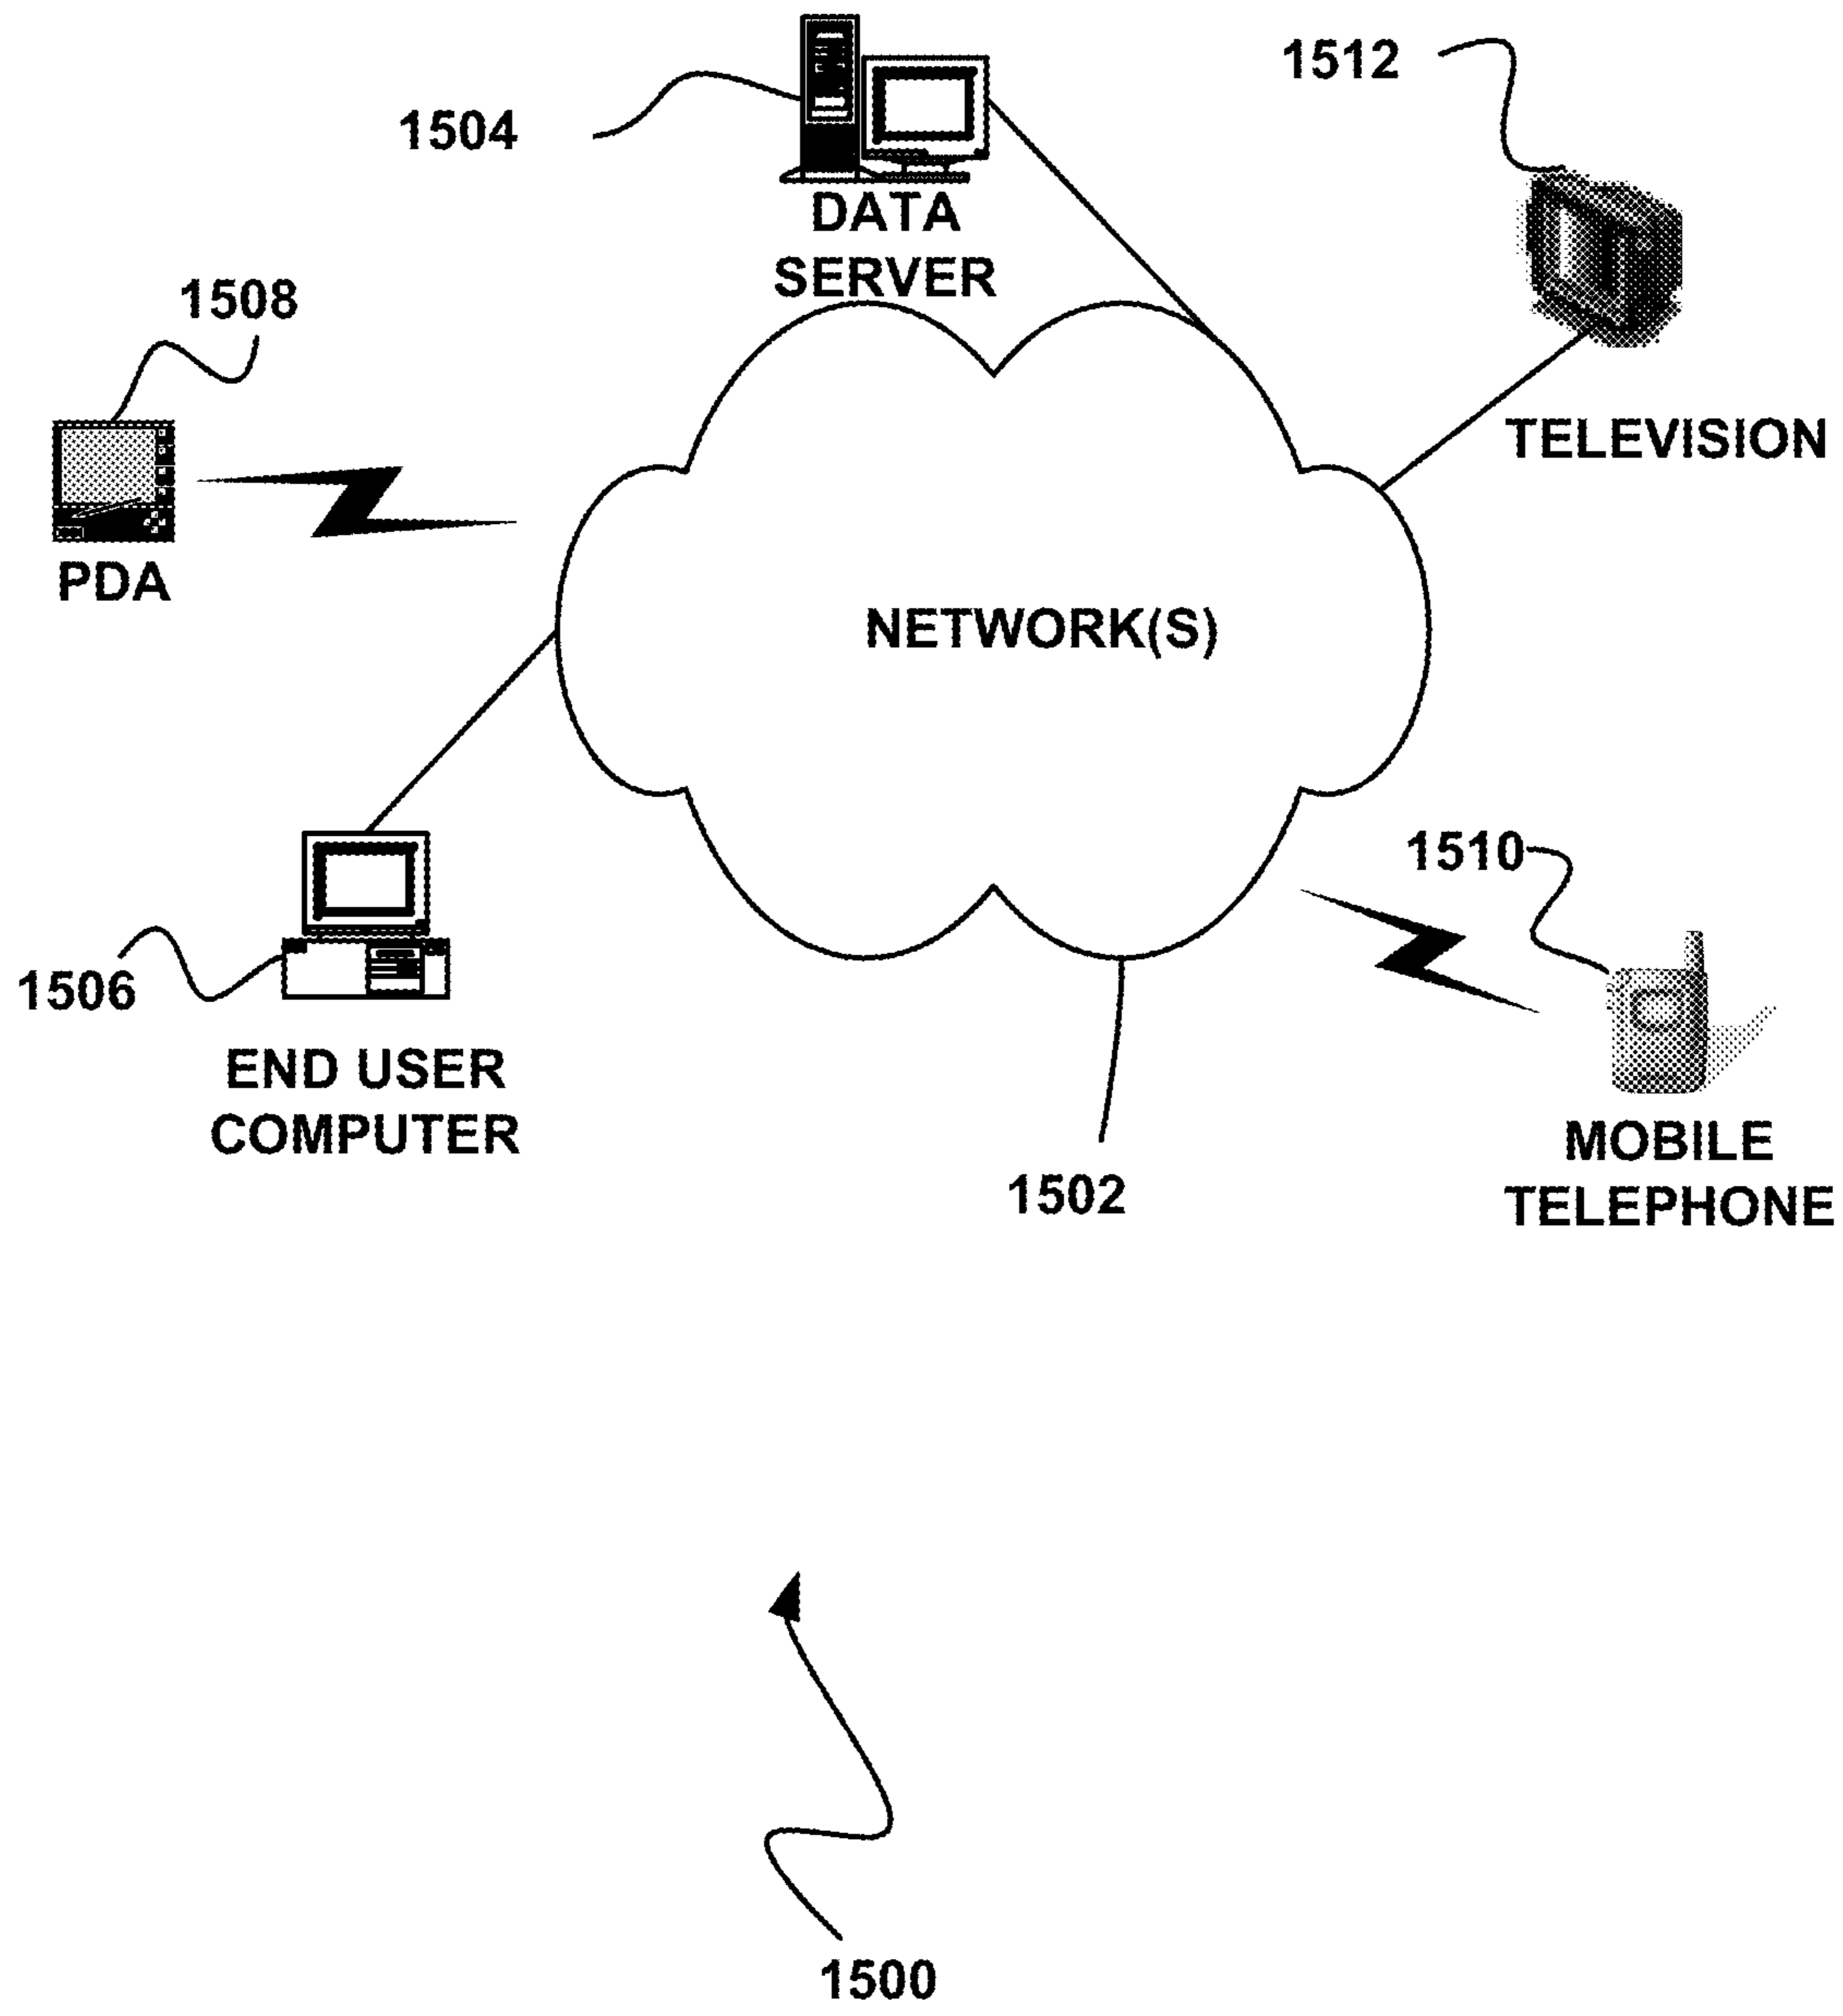 1512
1504
DATA
SERVER
1508
TELEVISION
PDA
NETWORK(S)
1510
1506
END USER
COMPUTER
1502
MOBILE
TELEPHONE
1500